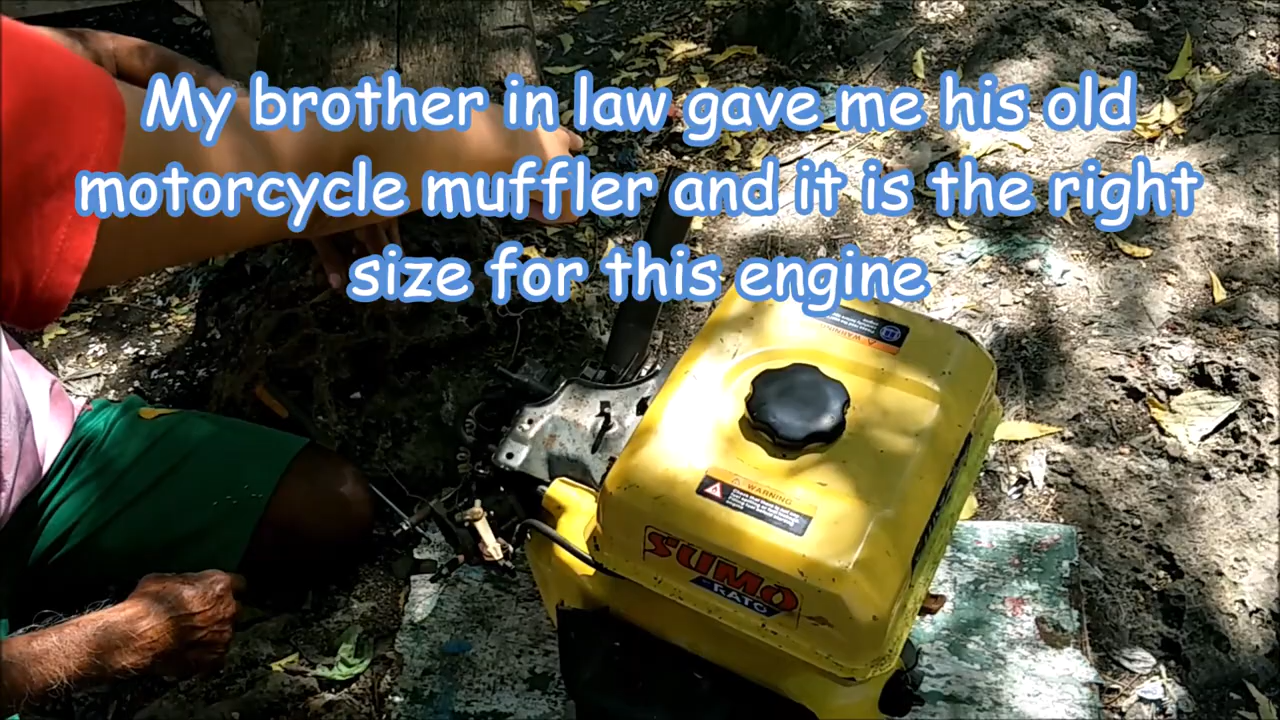 My brother in law gave me his old
motorcycle muffler and it is the right
size for this engine
WARNING
WARNING
SUMO
RATO